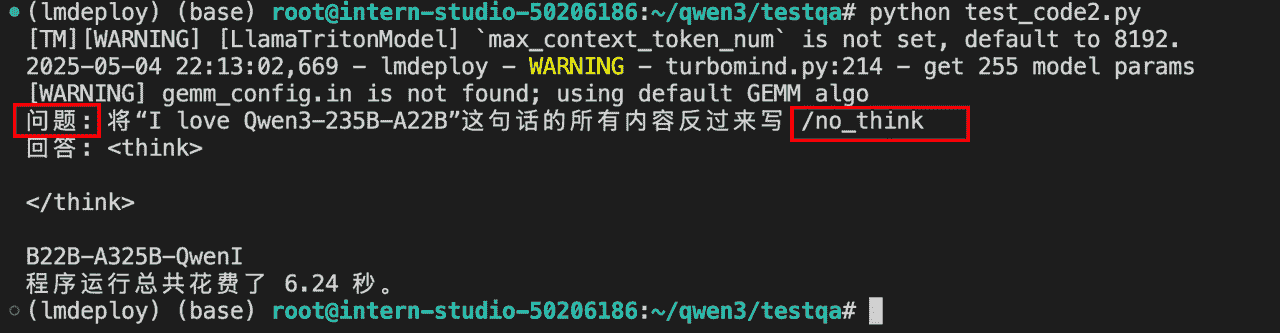 (lmdeploy) (base) root@intern-studio-50206186:~/qwen3/testqa# python test_code2.py
[TM][WARNING] [LlamaTritonModel] `max_context_token_num` is not set, default to 8192.
2025-05-04 22:13:02,669 - lmdeploy - WARNING - turbomind.py:214 - get 255 model params
[WARNING] gemm_config.in is not found; using default GEMM algo
问题: 将“I love Qwen3-235B-A22B”这句话的所有内容反过来写 /no_think
回答: <think>
</think>
B22B-A325B-QwenI
程序运行总共花费了 6.24 秒。
(lmdeploy) (base) root@intern-studio-50206186:~/qwen3/testqa#